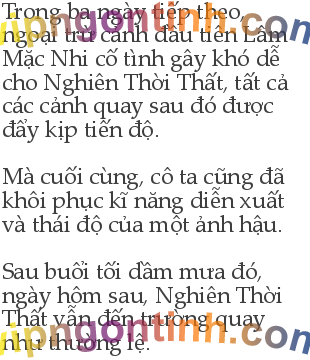 Trong ba ngày tiếp theo,
ngoại trừ cảnh đầu tiên Lâm
Mặc Nhi cố tình gây khó dễ
cho Nghiên Thời Thất, tất cả
các cảnh quay sau đó được
đẩy kịp tiến độ.
Mà cuối cùng, cô ta cũng đã
khôi phục kĩ năng diễn xuất
và thái độ của một ảnh hậu.
Sau buổi tối dầm mưa đó,
ngày hôm sau, Nghiên Thời
Thất vẫn đến trường quay
như thường lệ.
vipngontinh.com
vipngontinh.com